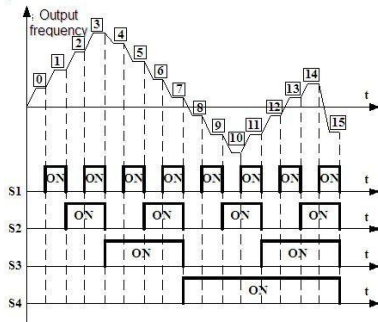 Output
frequency
3
2
4
1
5
0
6
7
t
14
13
12
8
11
9
10
15
ON ON ON ON ON ON ON ON t
S1
ON ON ON ON t
S2
ON ON t
S3
ON t
S4